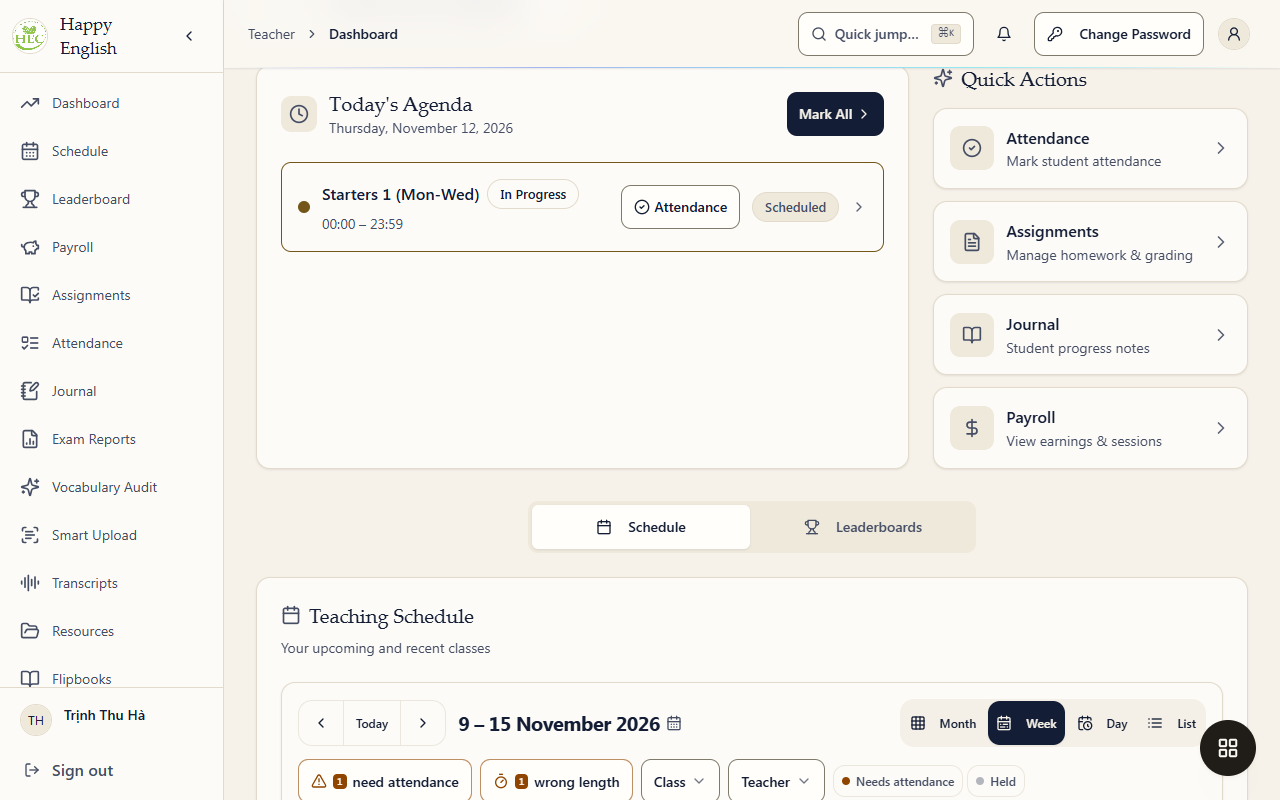 HEC
Happy
English
Dashboard
Schedule
Leaderboard
Payroll
Assignments
Attendance
Journal
Exam Reports
Vocabulary Audit
Smart Upload
Transcripts
Resources
Flipbooks
TH
Trịnh Thu Hà
Sign out
Teacher
Dashboard
Quick jump...
⌘K
Change Password
Today's Agenda
Thursday, November 12, 2026
Mark All
Starters 1 (Mon-Wed)
In Progress
00:00 – 23:59
Attendance
Scheduled
Quick Actions
Attendance
Mark student attendance
Assignments
Manage homework & grading
Journal
Student progress notes
Payroll
View earnings & sessions
Schedule
Leaderboards
Teaching Schedule
Your upcoming and recent classes
Today
9 – 15 November 2026
Month
Week
Day
List
1 need attendance
1 wrong length
Class
Teacher
Needs attendance
Held